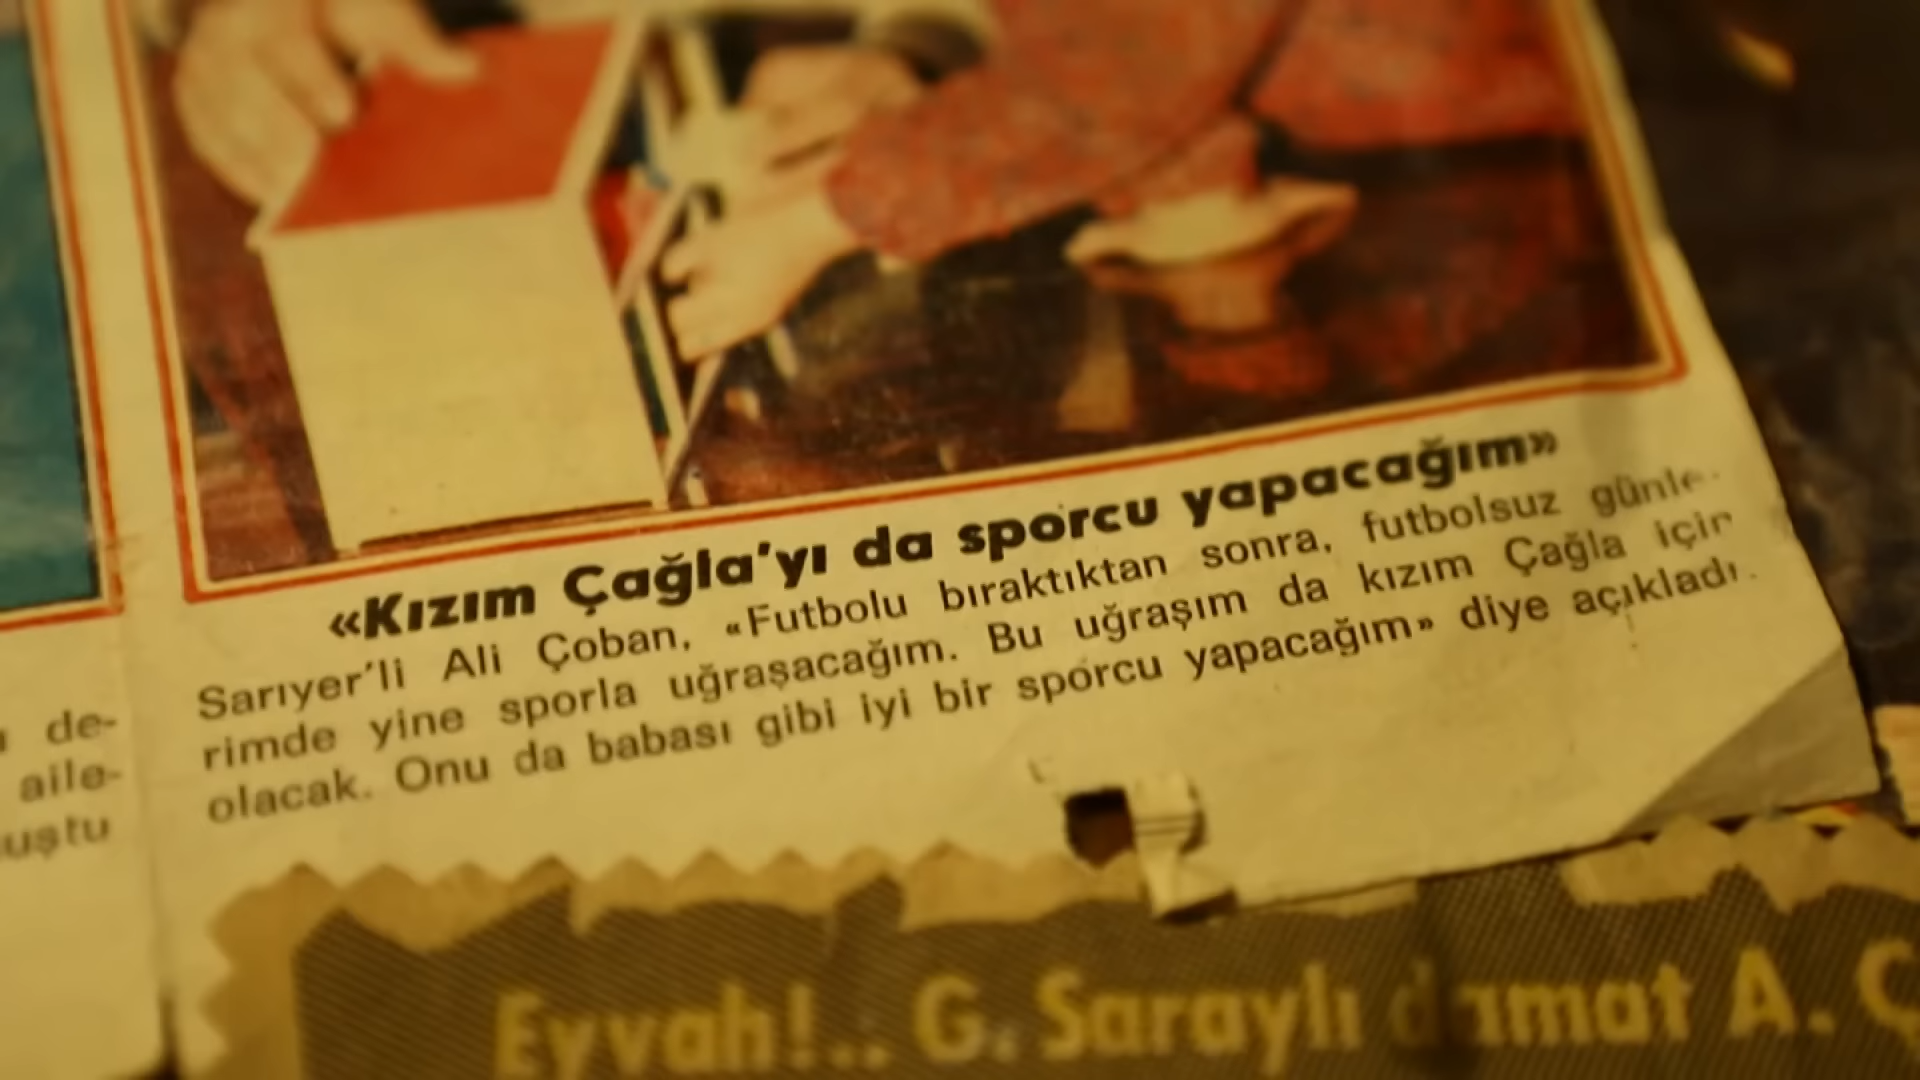 «Kızım Çağla'yı da sporcu yapacağım»
Sarıyer'li Ali Çoban, «Futbolu bıraktıktan sonra, futbolsuz günle-
rimde yine sporla uğraşacağım. Bu uğraşım da kızım Çağla için
olacak. Onu da babası gibi iyi bir sporcu yapacağım» diye açıkladı.
de-
aile-
uştu
Eyvah!.. G. Saraylı damat A. Ç